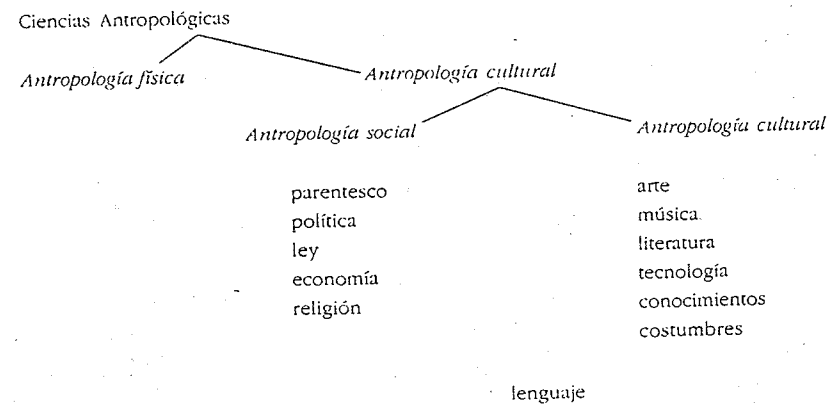 Ciencias Antropológicas
Antropología física
Antropología cultural
Antropología social
Antropología cultural
parentesco
política
ley
economía
religión
arte
música
literatura
tecnología
conocimientos
costumbres
lenguaje